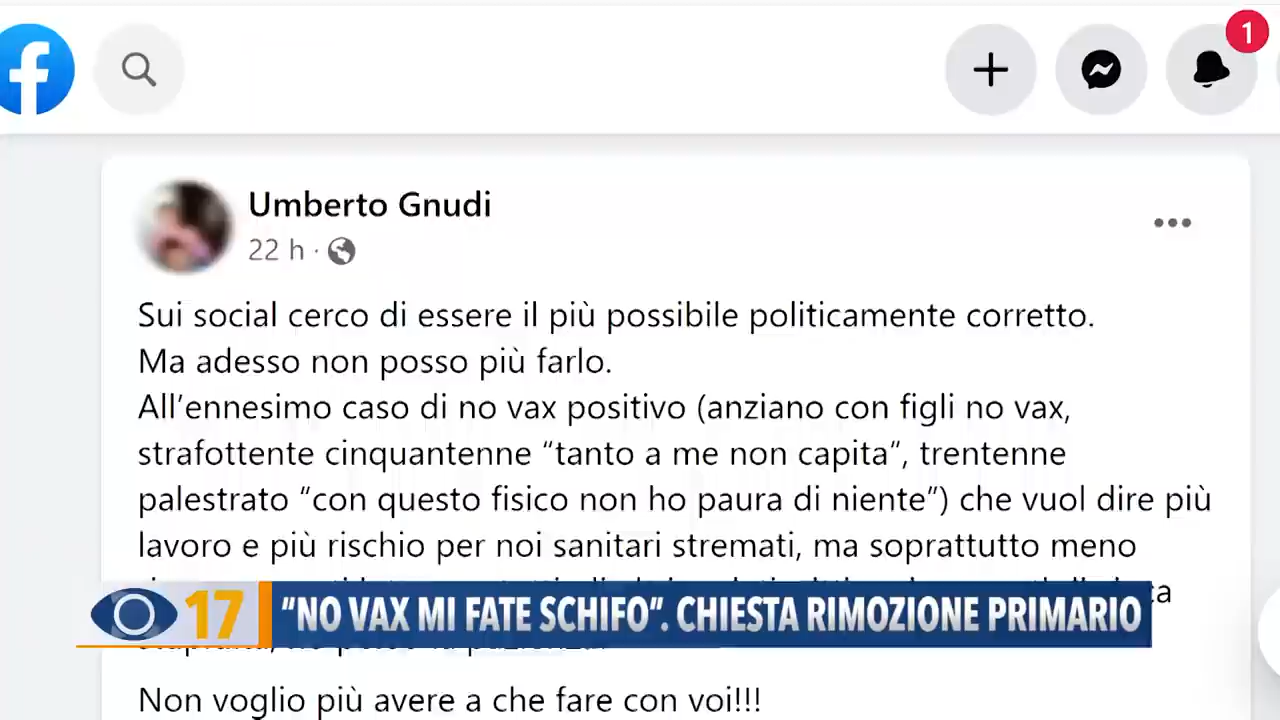 1
Umberto Gnudi
22 h ·
Sui social cerco di essere il più possibile politicamente corretto.
Ma adesso non posso più farlo.
All’ennesimo caso di no vax positivo (anziano con figli no vax,
strafottente cinquantenne “tanto a me non capita”, trentenne
palestrato “con questo fisico non ho paura di niente”) che vuol dire più
lavoro e più rischio per noi sanitari stremati, ma soprattutto meno
17 “NO VAX MI FATE SCHIFO”. CHIESTA RIMOZIONE PRIMARIO
Non voglio più avere a che fare con voi!!!